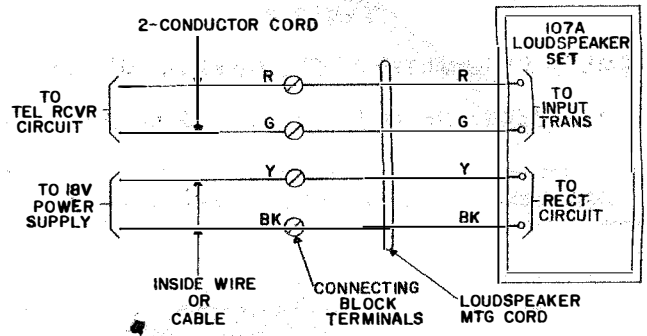 2-CONDUCTOR CORD
107A
LOUDSPEAKER
SET
R
R
TO
TEL RCVR
CIRCUIT
TO
INPUT
TRANS
G
G
Y
Y
TO 18V
POWER
SUPPLY
TO
RECT
CIRCUIT
BK
BK
INSIDE WIRE
OR
CABLE
CONNECTING
BLOCK
TERMINALS
LOUDSPEAKER
MTG CORD